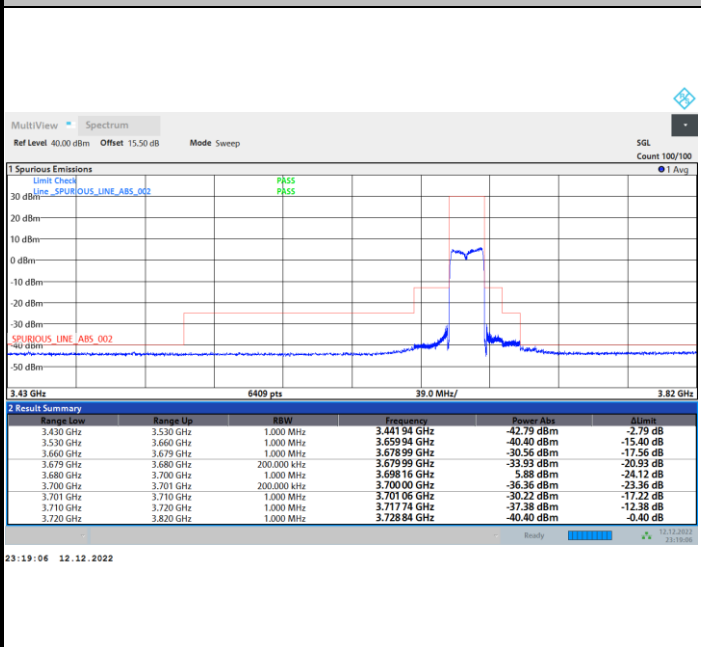 MultiView Spectrum
Ref Level 40.00 dBm Offset 15.50 dB Mode Sweep SGL
Count 100/100
1 Spurious Emissions 1 Avg
Limit Check PASS
Line _SPURIOUS_LINE_ABS_002 PASS
30 dBm
20 dBm
10 dBm
0 dBm
-10 dBm
-20 dBm
-30 dBm
SPURIOUS_LINE_ABS_002
-40 dBm
-50 dBm
3.43 GHz 6409 pts 39.0 MHz/ 3.82 GHz
2 Result Summary
Range Low Range Up RBW Frequency Power Abs ΔLimit
3.430 GHz 3.530 GHz 1.000 MHz 3.441 94 GHz -42.79 dBm -2.79 dB
3.530 GHz 3.660 GHz 1.000 MHz 3.659 94 GHz -40.40 dBm -15.40 dB
3.660 GHz 3.679 GHz 1.000 MHz 3.678 99 GHz -30.56 dBm -17.56 dB
3.679 GHz 3.680 GHz 200.000 kHz 3.679 99 GHz -33.93 dBm -20.93 dB
3.680 GHz 3.700 GHz 1.000 MHz 3.698 16 GHz 5.88 dBm -24.12 dB
3.700 GHz 3.701 GHz 200.000 kHz 3.700 00 GHz -36.36 dBm -23.36 dB
3.701 GHz 3.710 GHz 1.000 MHz 3.701 06 GHz -30.22 dBm -17.22 dB
3.710 GHz 3.720 GHz 1.000 MHz 3.717 74 GHz -37.38 dBm -12.38 dB
3.720 GHz 3.820 GHz 1.000 MHz 3.728 84 GHz -40.40 dBm -0.40 dB
Ready 12.12.2022
23:19:06
23:19:06 12.12.2022